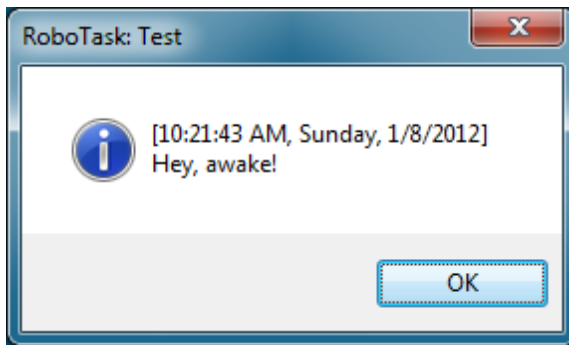 RoboTask: Test
[10:21:43 AM, Sunday, 1/8/2012]
Hey, awake!
OK